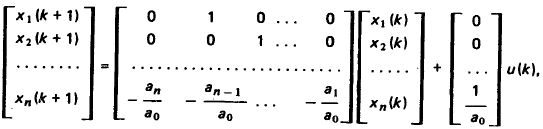 x₁(k + 1) 0 1 0 ... 0 x₁(k) 0
x₂(k + 1) 0 0 1 ... 0 x₂(k) 0
........ = .............................. ..... + ... u(k),
xₙ(k + 1) -aₙ/a₀ -aₙ₋₁/a₀ ... -a₁/a₀ xₙ(k) 1/a₀